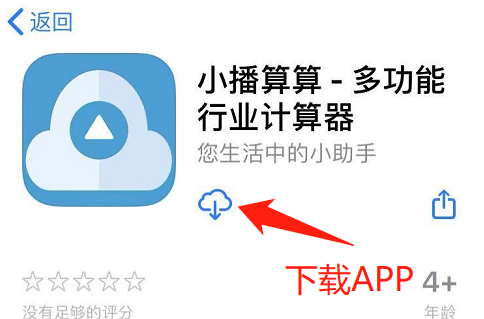 返回
小播算算 - 多功能
行业计算器
您生活中的小助手
下载APP
4+
没有足够的评分
年龄